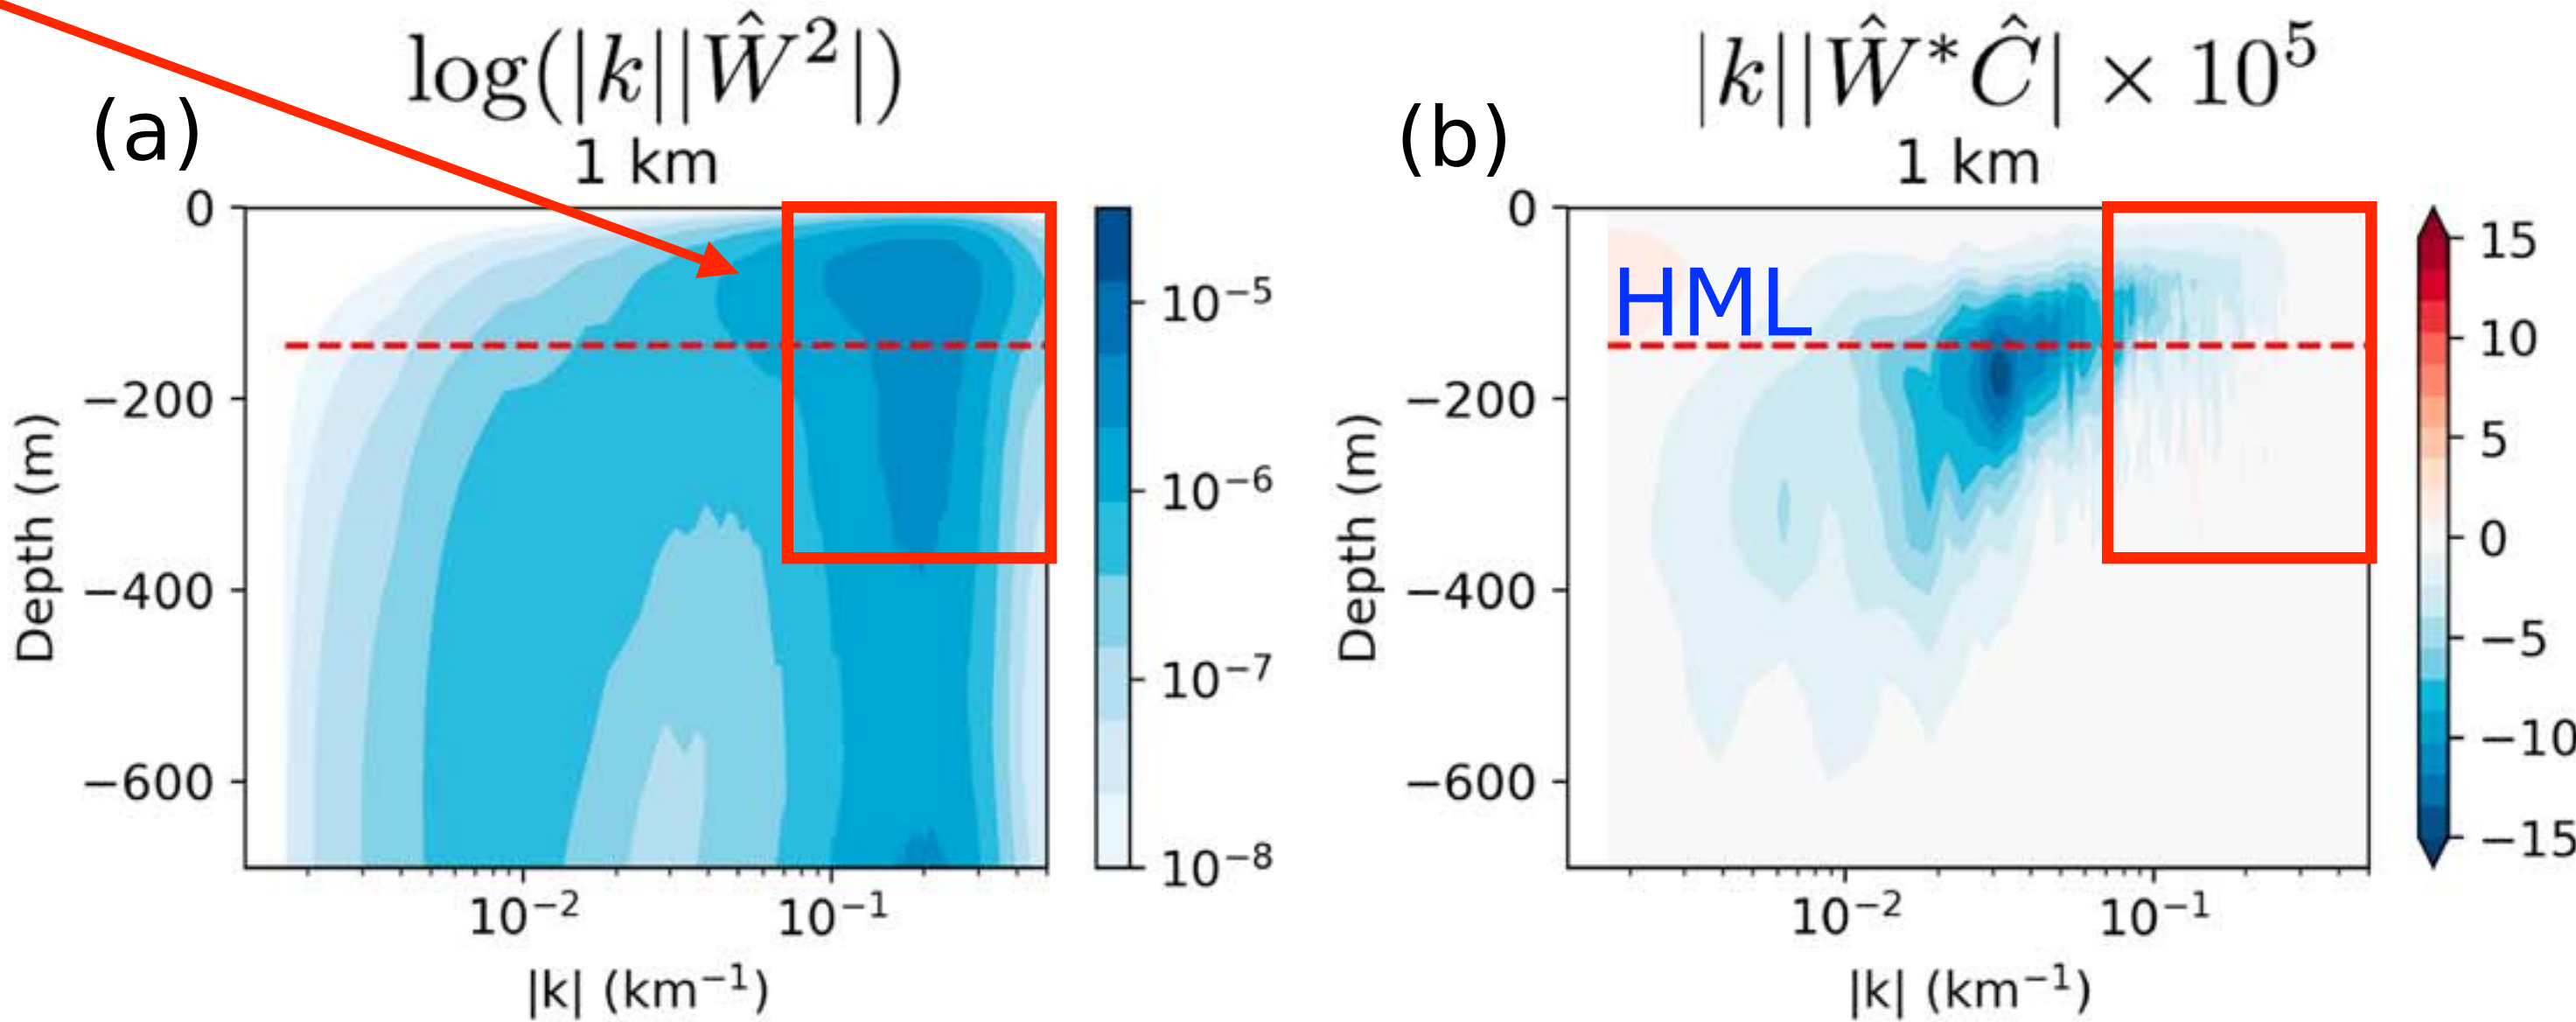 log(|k||Ŵ²|)
(a)
1 km
0
−200
−400
−600
Depth (m)
10⁻²
10⁻¹
|k| (km⁻¹)
10⁻⁵
10⁻⁶
10⁻⁷
10⁻⁸
|k||Ŵ*Ĉ| × 10⁵
(b)
1 km
HML
0
−200
−400
−600
Depth (m)
10⁻²
10⁻¹
|k| (km⁻¹)
15
10
5
0
−5
−10
−15